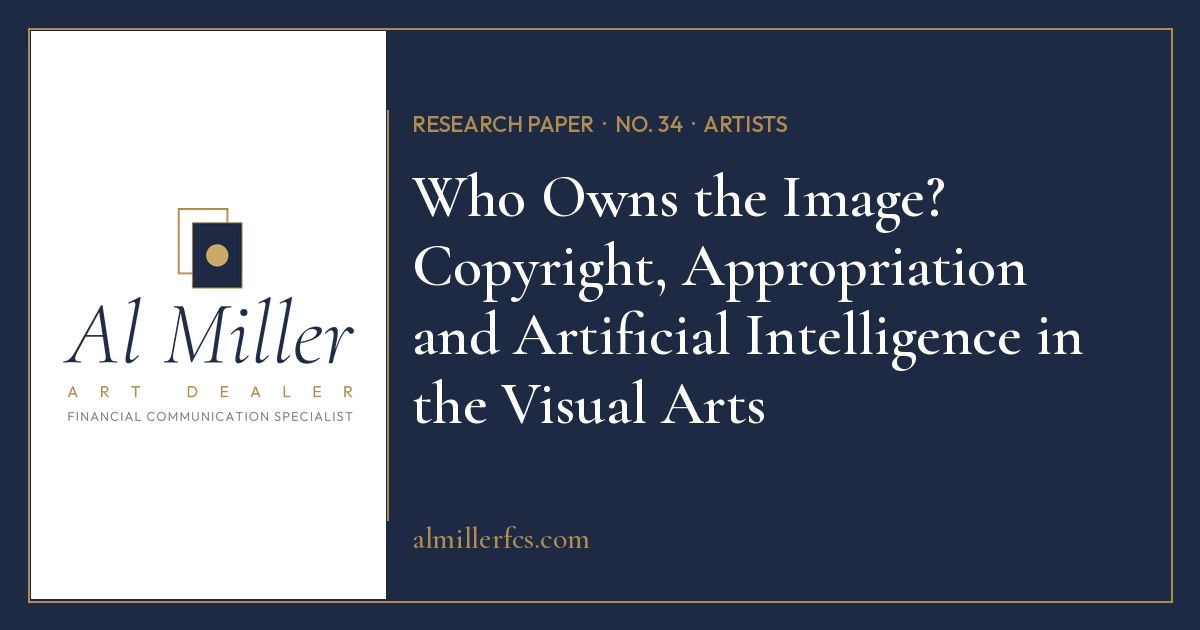 Al Miller
ART DEALER
FINANCIAL COMMUNICATION SPECIALIST
RESEARCH PAPER · NO. 34 · ARTISTS
Who Owns the Image?
Copyright, Appropriation
and Artificial Intelligence in
the Visual Arts
almillerfcs.com